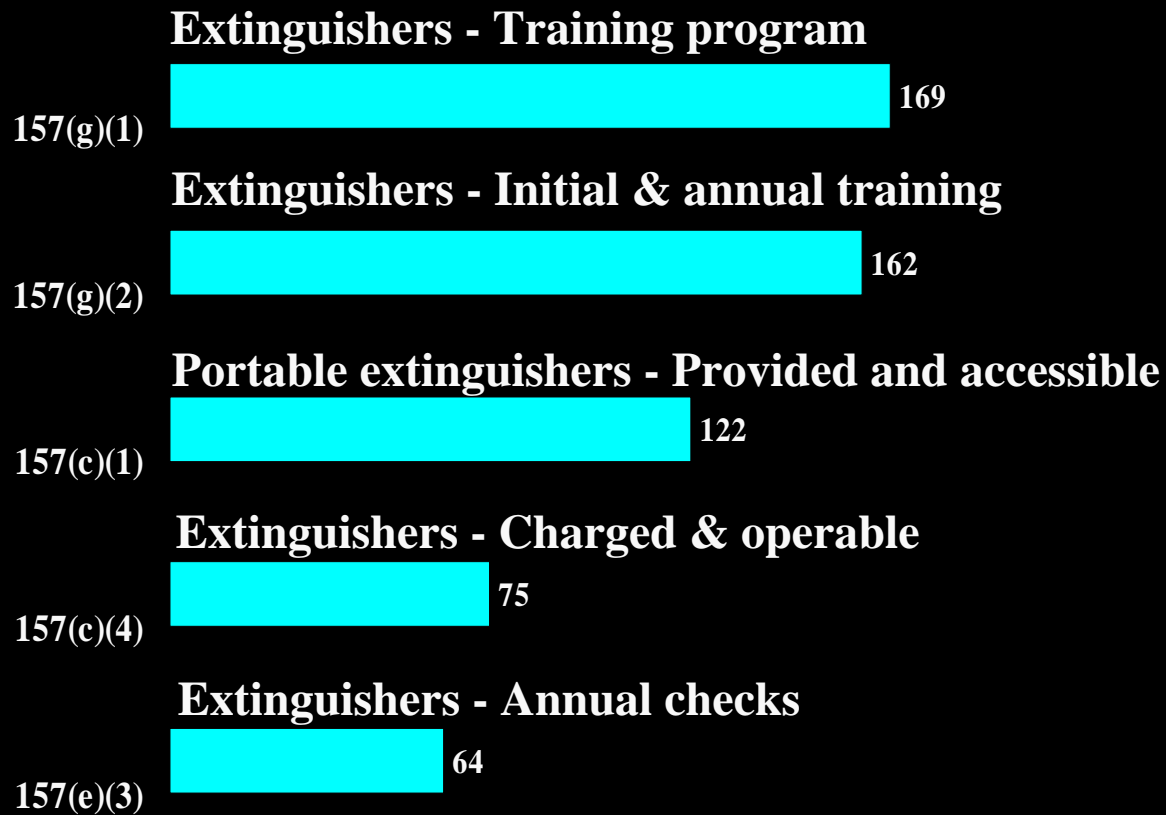 Extinguishers - Training program
169
157(g)(1)
Extinguishers - Initial & annual training
162
157(g)(2)
Portable extinguishers - Provided and accessible
122
157(c)(1)
Extinguishers - Charged & operable
75
157(c)(4)
Extinguishers - Annual checks
64
157(e)(3)